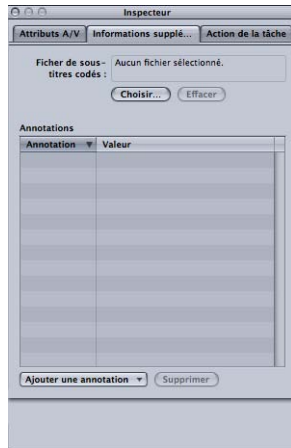 Inspecteur
Attributs A/V Informations supplé... Action de la tâche
Ficher de sous- Aucun fichier sélectionné.
titres codés :
Choisir... Effacer
Annotations
Annotation Valeur
Ajouter une annotation Supprimer